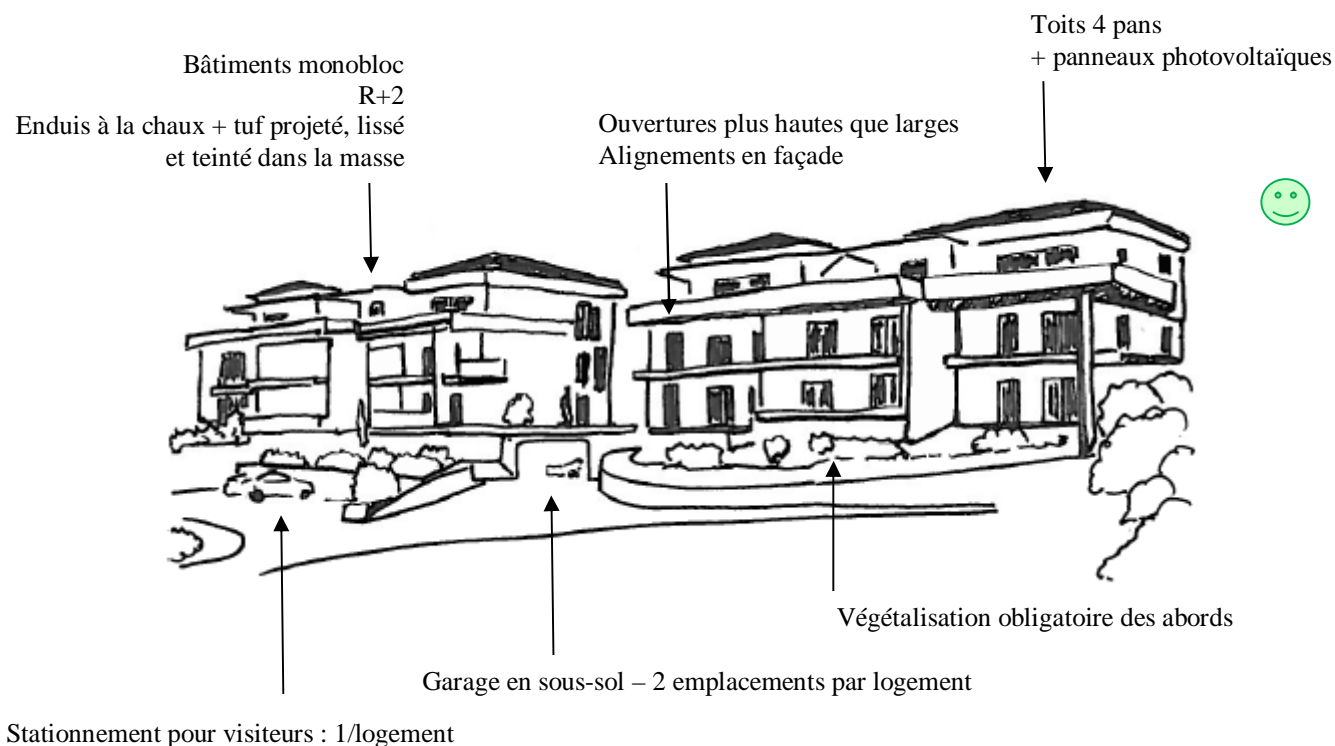 Toits 4 pans
+ panneaux photovoltaïques
Bâtiments monobloc
R+2
Enduis à la chaux + tuf projeté, lissé
et teinté dans la masse
Ouvertures plus hautes que larges
Alignements en façade
Végétalisation obligatoire des abords
Garage en sous-sol – 2 emplacements par logement
Stationnement pour visiteurs : 1/logement